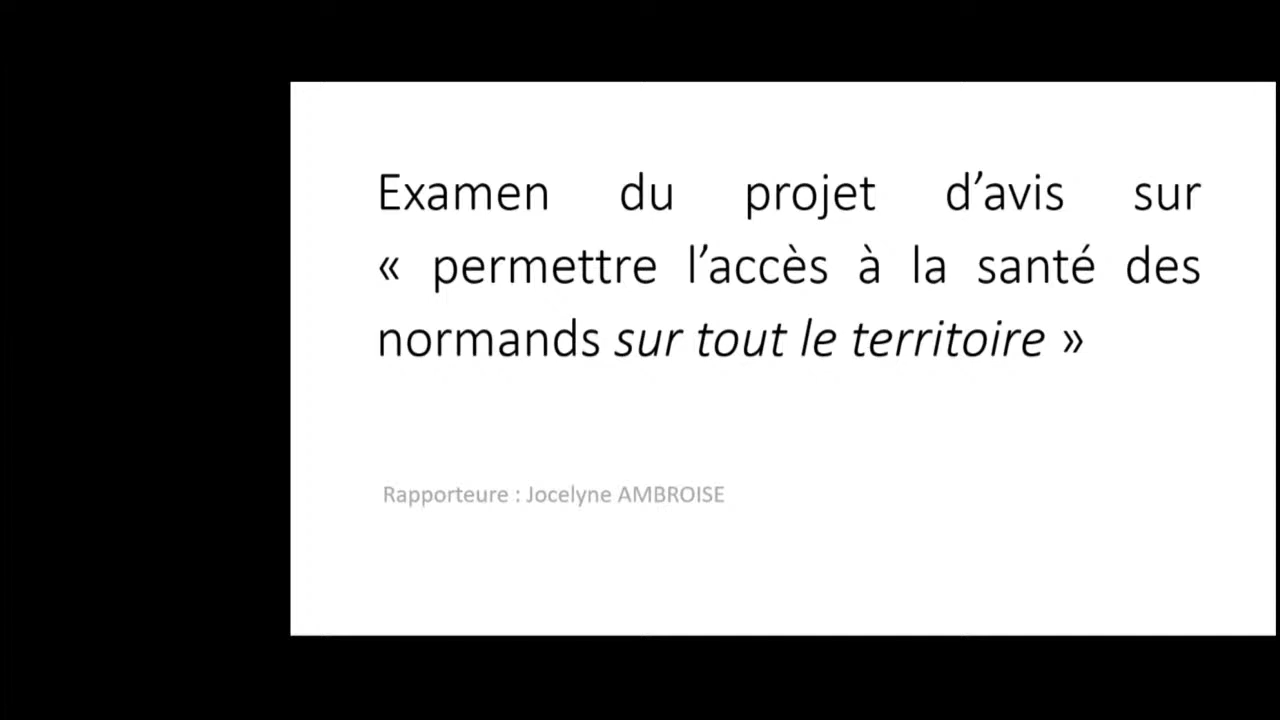 Examen du projet d’avis sur
« permettre l’accès à la santé des
normands sur tout le territoire »
Rapporteure : Jocelyne AMBROISE